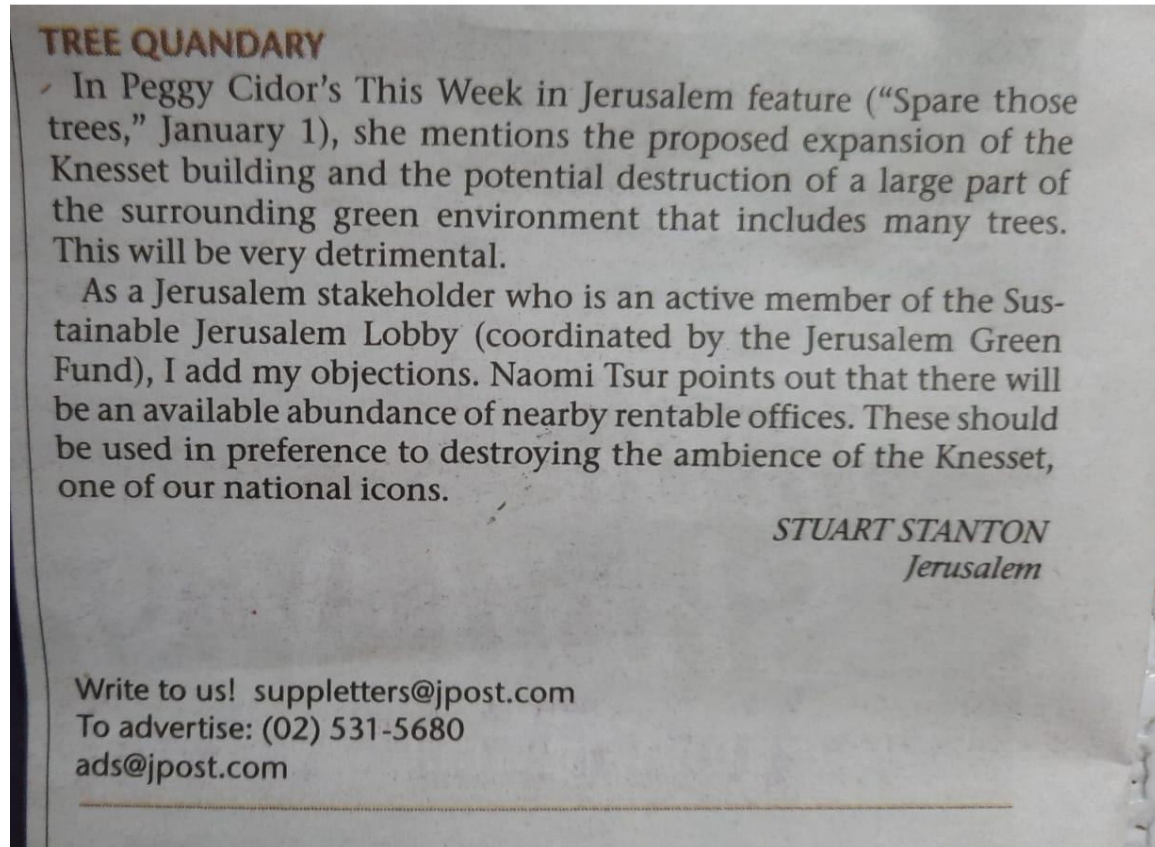 TREE QUANDARY
In Peggy Cidor's This Week in Jerusalem feature (“Spare those
trees,” January 1), she mentions the proposed expansion of the
Knesset building and the potential destruction of a large part of
the surrounding green environment that includes many trees.
This will be very detrimental.
As a Jerusalem stakeholder who is an active member of the Sus-
tainable Jerusalem Lobby (coordinated by the Jerusalem Green
Fund), I add my objections. Naomi Tsur points out that there will
be an available abundance of nearby rentable offices. These should
be used in preference to destroying the ambience of the Knesset,
one of our national icons.
STUART STANTON
Jerusalem
Write to us! suppletters@jpost.com
To advertise: (02) 531-5680
ads@jpost.com